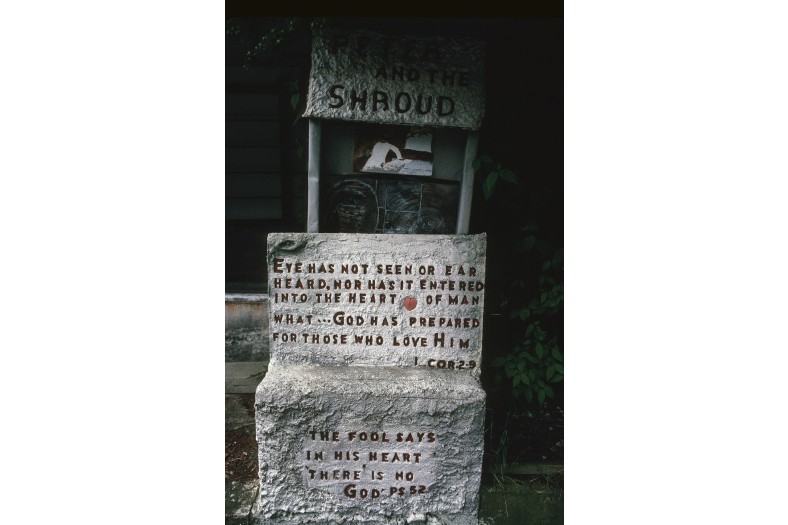 AND THE
SHROUD
EYE HAS NOT SEEN OR EAR
HEARD, NOR HAS IT ENTERED
INTO THE HEART OF MAN
WHAT... GOD HAS PREPARED
FOR THOSE WHO LOVE HIM
I COR 2-9
THE FOOL SAYS
IN HIS HEART
'THERE' IS NO
GOD' PS 52